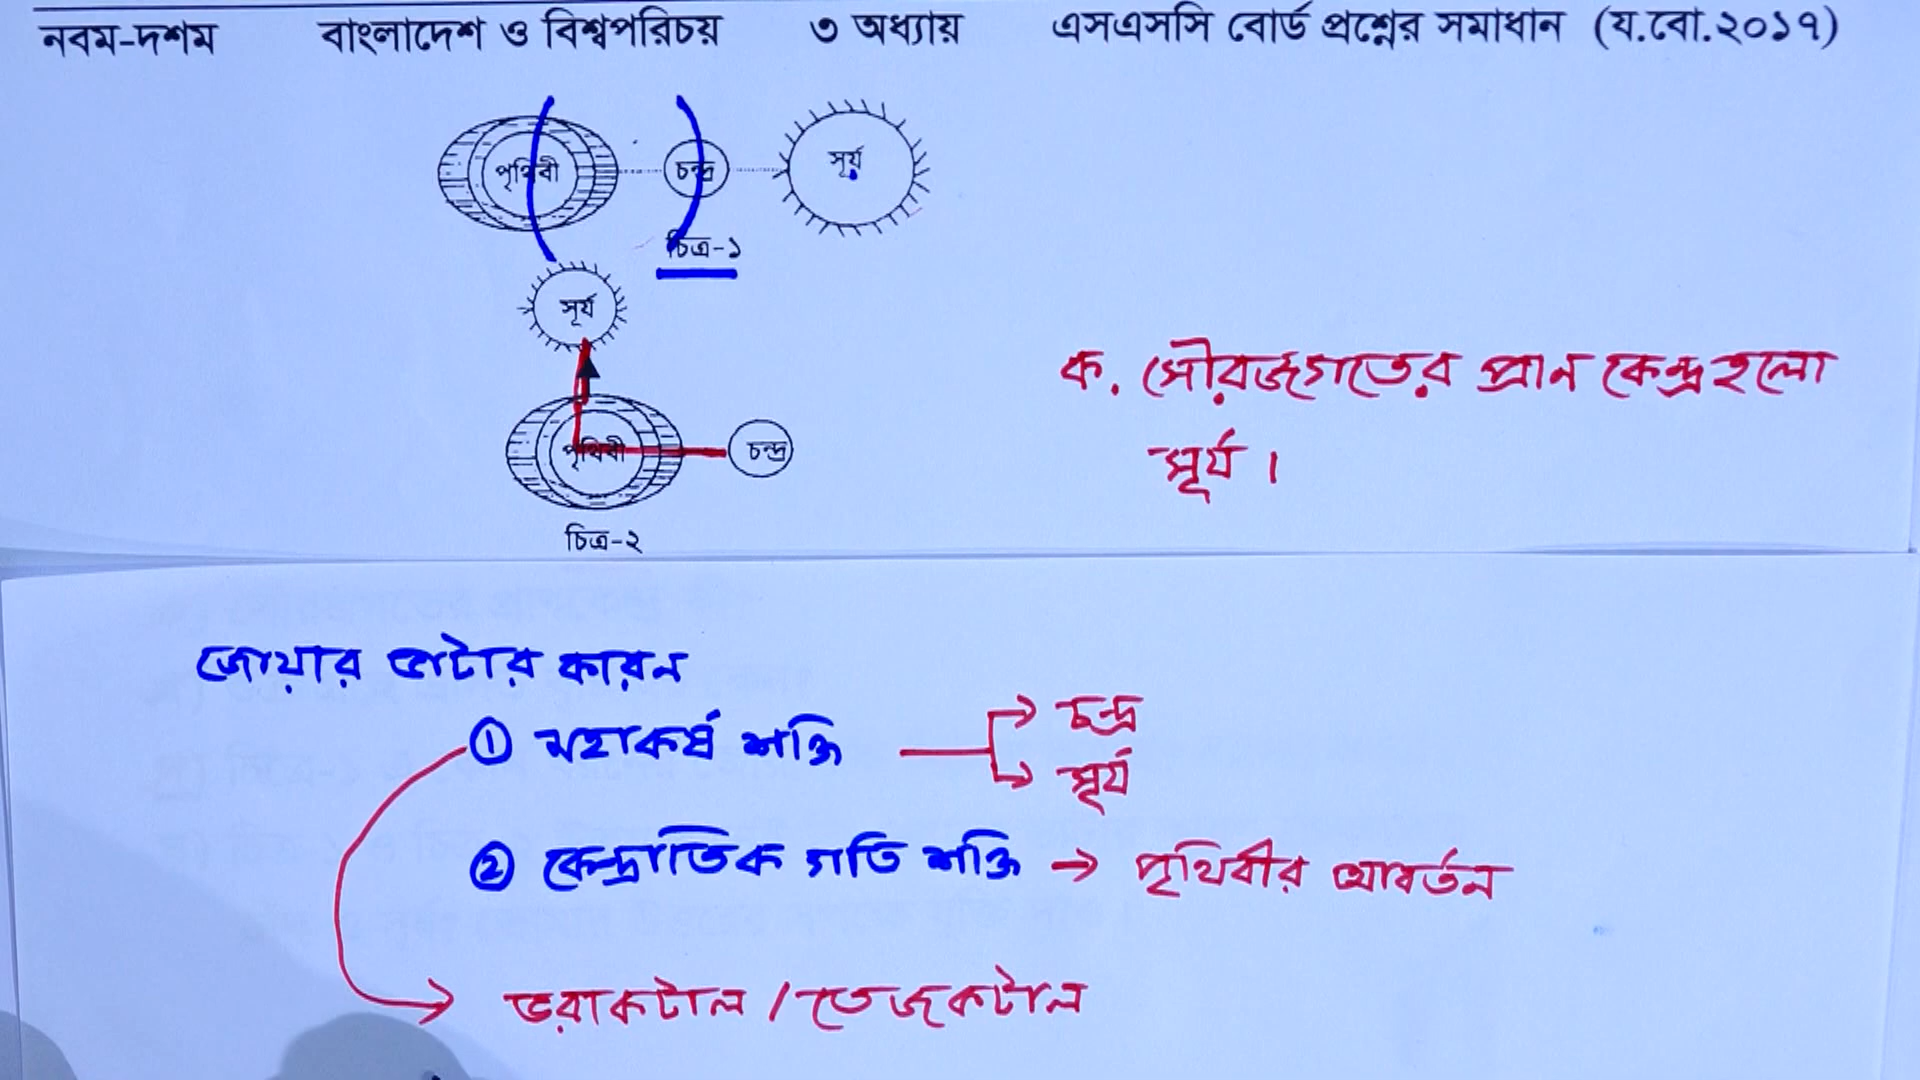 নবম-দশম বাংলাদেশ ও বিশ্বপরিচয় ৩ অধ্যায় এসএসসি বোর্ড প্রশ্নের সমাধান (য.বো.২০১৭)
পৃথিবী চন্দ্র সূর্য
চিত্র-১
সূর্য
পৃথিবী চন্দ্র
চিত্র-২
ক. সৌরজগতের প্রান কেন্দ্র হলো
সূর্য ।
জোয়ার ভাটার কারন
① মহাকর্ষ শক্তি
চন্দ্র
সূর্য
② কেন্দ্রাতিক গতি শক্তি → পৃথিবীর আবর্তন
ভরাকটাল / তেজকটাল